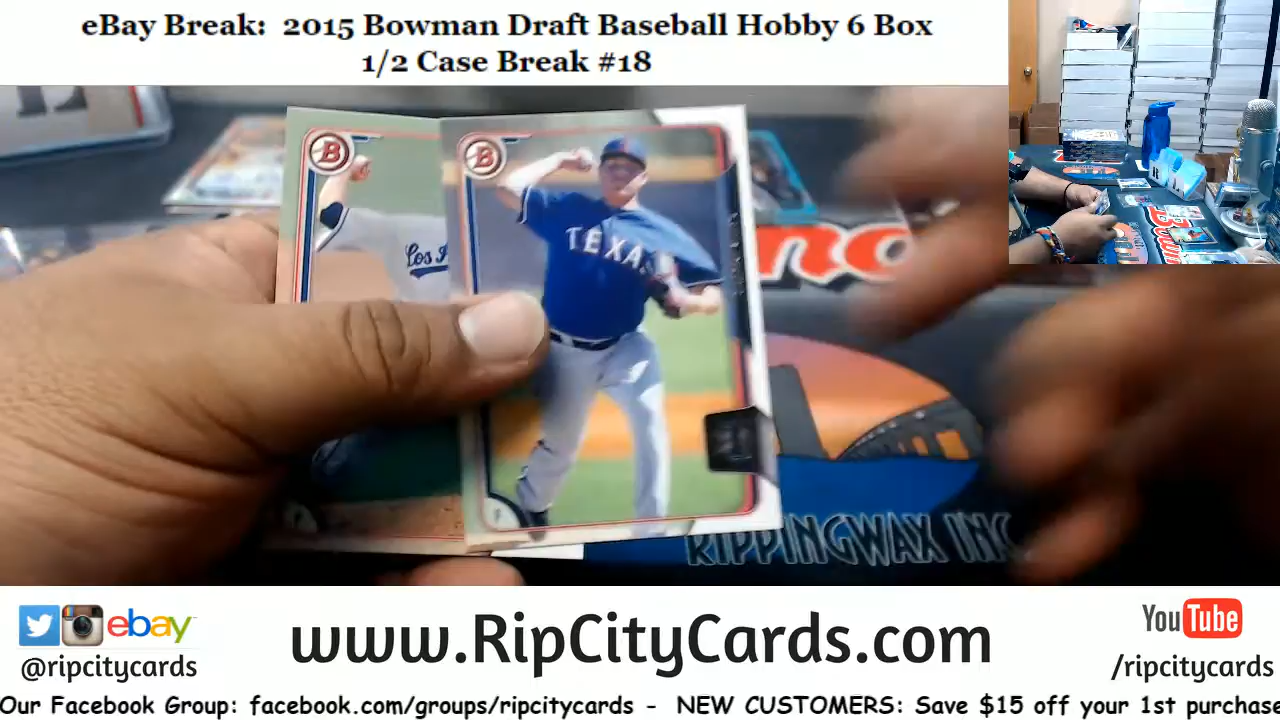 eBay Break: 2015 Bowman Draft Baseball Hobby 6 Box
1/2 Case Break #18
B
B
Los
TEXAS
RIPPINGWAX INC
ebay
@ripcitycards
www.RipCityCards.com
YouTube
/ripcitycards
Our Facebook Group: facebook.com/groups/ripcitycards - NEW CUSTOMERS: Save $15 off your 1st purchase